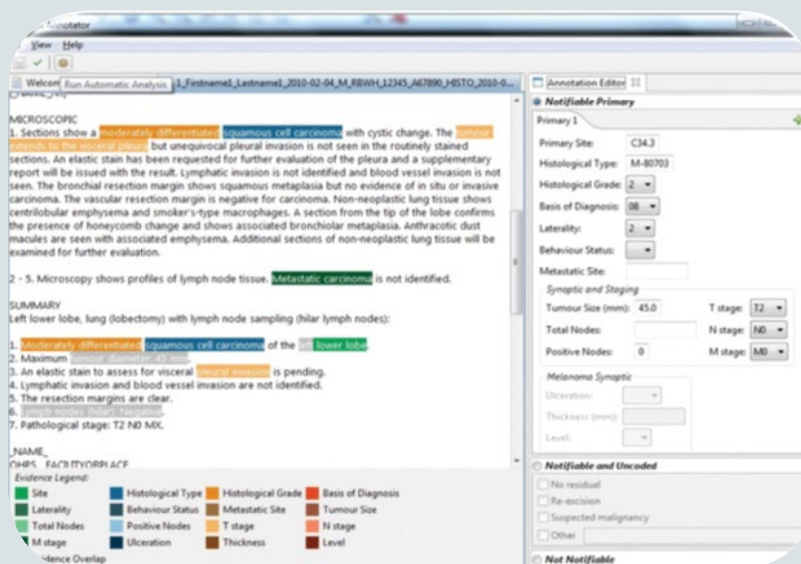 Annotator
View Help
Run Automatic Analysis
Welcom
1_Firstname1_Lastname1_2010-02-04_M_RBWH_12345_A67890_HISTO_2010-0...
MICROSCOPIC
1. Sections show a moderately differentiated squamous cell carcinoma with cystic change. The tumour
extends to the visceral pleura but unequivocal pleural invasion is not seen in the routinely stained
sections. An elastic stain has been requested for further evaluation of the pleura and a supplementary
report will be issued with the result. Lymphatic invasion is not identified and blood vessel invasion is not
seen. The bronchial resection margin shows squamous metaplasia but no evidence of in situ or invasive
carcinoma. The vascular resection margin is negative for carcinoma. Non-neoplastic lung tissue shows
centrilobular emphysema and smoker's-type macrophages. A section from the tip of the lobe confirms
the presence of honeycomb change and shows associated bronchiolar metaplasia. Anthracotic dust
macules are seen with associated emphysema. Additional sections of non-neoplastic lung tissue will be
examined for further evaluation.
2 - 5. Microscopy shows profiles of lymph node tissue. Metastatic carcinoma is not identified.
SUMMARY
Left lower lobe, lung (lobectomy) with lymph node sampling (hilar lymph nodes):
1. Moderately differentiated squamous cell carcinoma of the left lower lobe.
2. Maximum tumour diameter: 45 mm.
3. An elastic stain to assess for visceral pleural invasion is pending.
4. Lymphatic invasion and blood vessel invasion are not identified.
5. The resection margins are clear.
6. Lymph nodes (hilar): Negative.
7. Pathological stage: T2 N0 MX.
_NAME_
QHPS_ FACILITYORPLACE
Evidence Legend:
Site Histological Type Histological Grade Basis of Diagnosis
Laterality Behaviour Status Metastatic Site Tumour Size
Total Nodes Positive Nodes T stage N stage
M stage Ulceration Thickness Level
idence Overlap
Annotation Editor
Notifiable Primary
Primary 1
Primary Site: C34.3
Histological Type: M-80703
Histological Grade: 2
Basis of Diagnosis: 08
Laterality: 2
Behaviour Status:
Metastatic Site:
Synoptic and Staging
Tumour Size (mm): 45.0 T stage: T2
Total Nodes: N stage: N0
Positive Nodes: 0 M stage: M0
Melanoma Synoptic
Ulceration:
Thickness (mm):
Level:
Notifiable and Uncoded
No residual
Re-excision
Suspected malignancy
Other
Not Notifiable